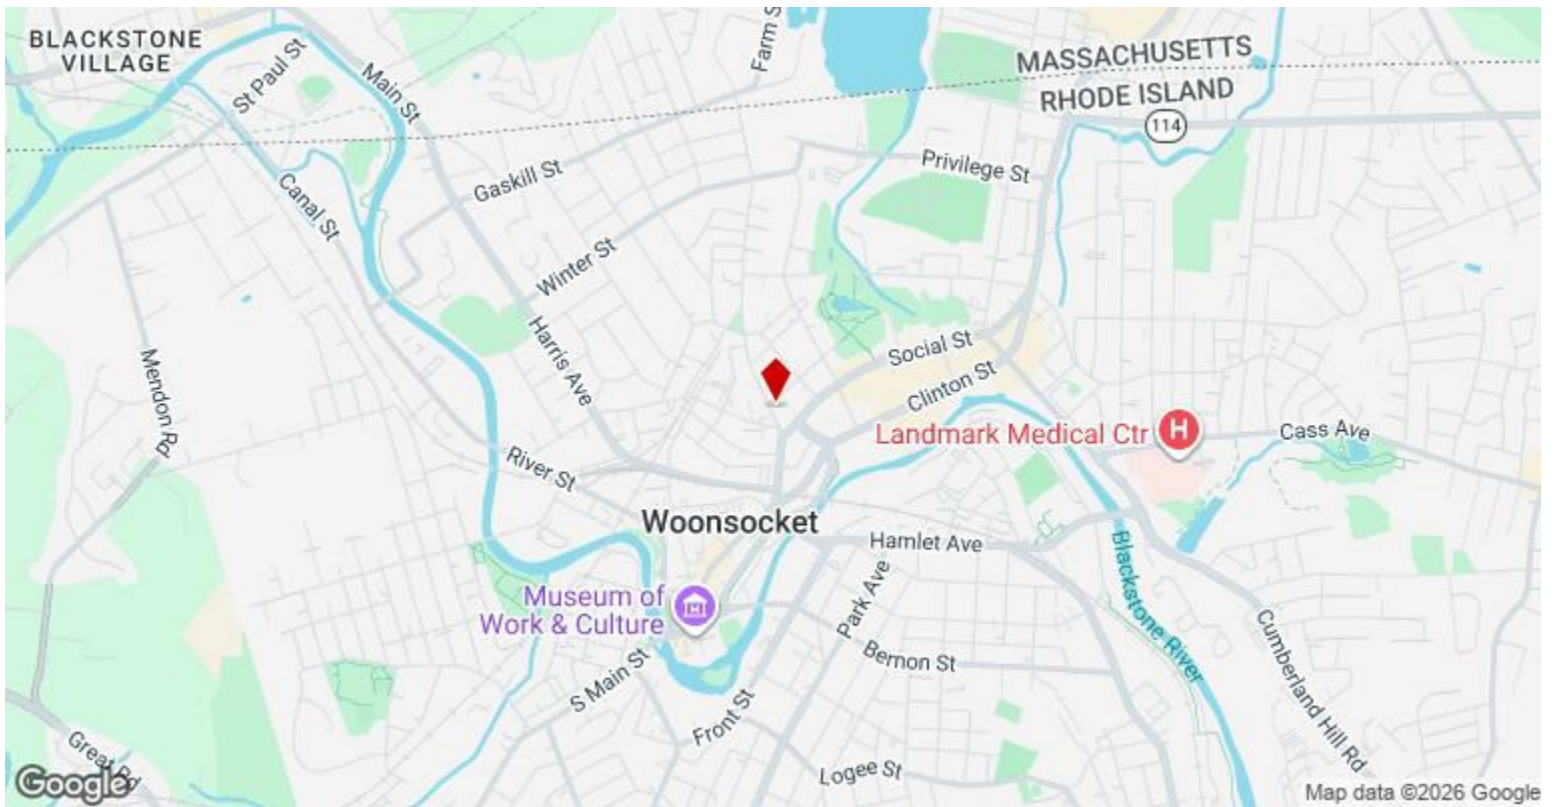 BLACKSTONE
VILLAGE
St Paul St
Main St
Farm S
MASSACHUSETTS
RHODE ISLAND
114
Privilege St
Gaskill St
Canal St
Winter St
Harris Ave
Mendon Rd
Social St
Clinton St
Landmark Medical Ctr
H
Cass Ave
River St
Woonsocket
Hamlet Ave
Park Ave
Blackstone River
Museum of
Work & Culture
S Main St
Bernon St
Front St
Cumberland Hill Rd
Great Rd
Logee St
Google
Map data ©2026 Google